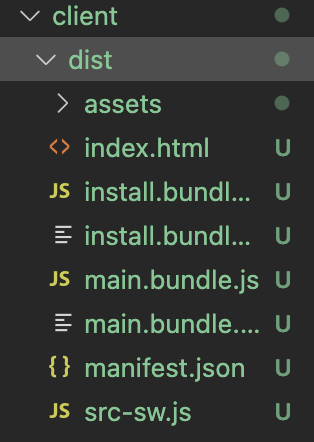 client
dist
assets
<> index.html U
JS install.bundl... U
install.bundl... U
JS main.bundle.js U
main.bundle.... U
{} manifest.json U
JS src-sw.js U